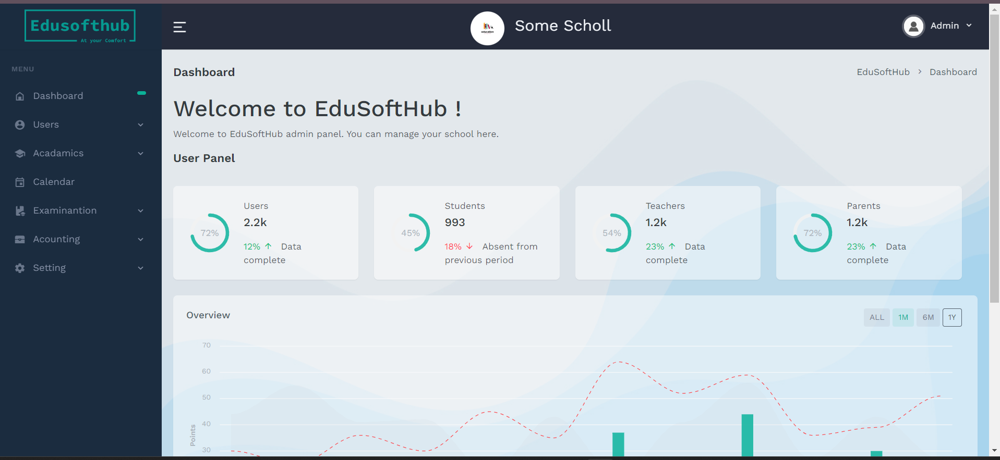 Edusofthub
At your Comfort
education
Some Scholl
Admin
MENU
Dashboard
Users
Acadamics
Calendar
Examinantion
Acounting
Setting
Dashboard
EduSoftHub > Dashboard
Welcome to EduSoftHub !
Welcome to EduSoftHub admin panel. You can manage your school here.
User Panel
72%
Users
2.2k
12% ↑ Data
complete
45%
Students
993
18% ↓ Absent from
previous period
54%
Teachers
1.2k
23% ↑ Data
complete
72%
Parents
1.2k
23% ↑ Data
complete
Overview
ALL 1M 6M 1Y
70
60
50
40
30
Points